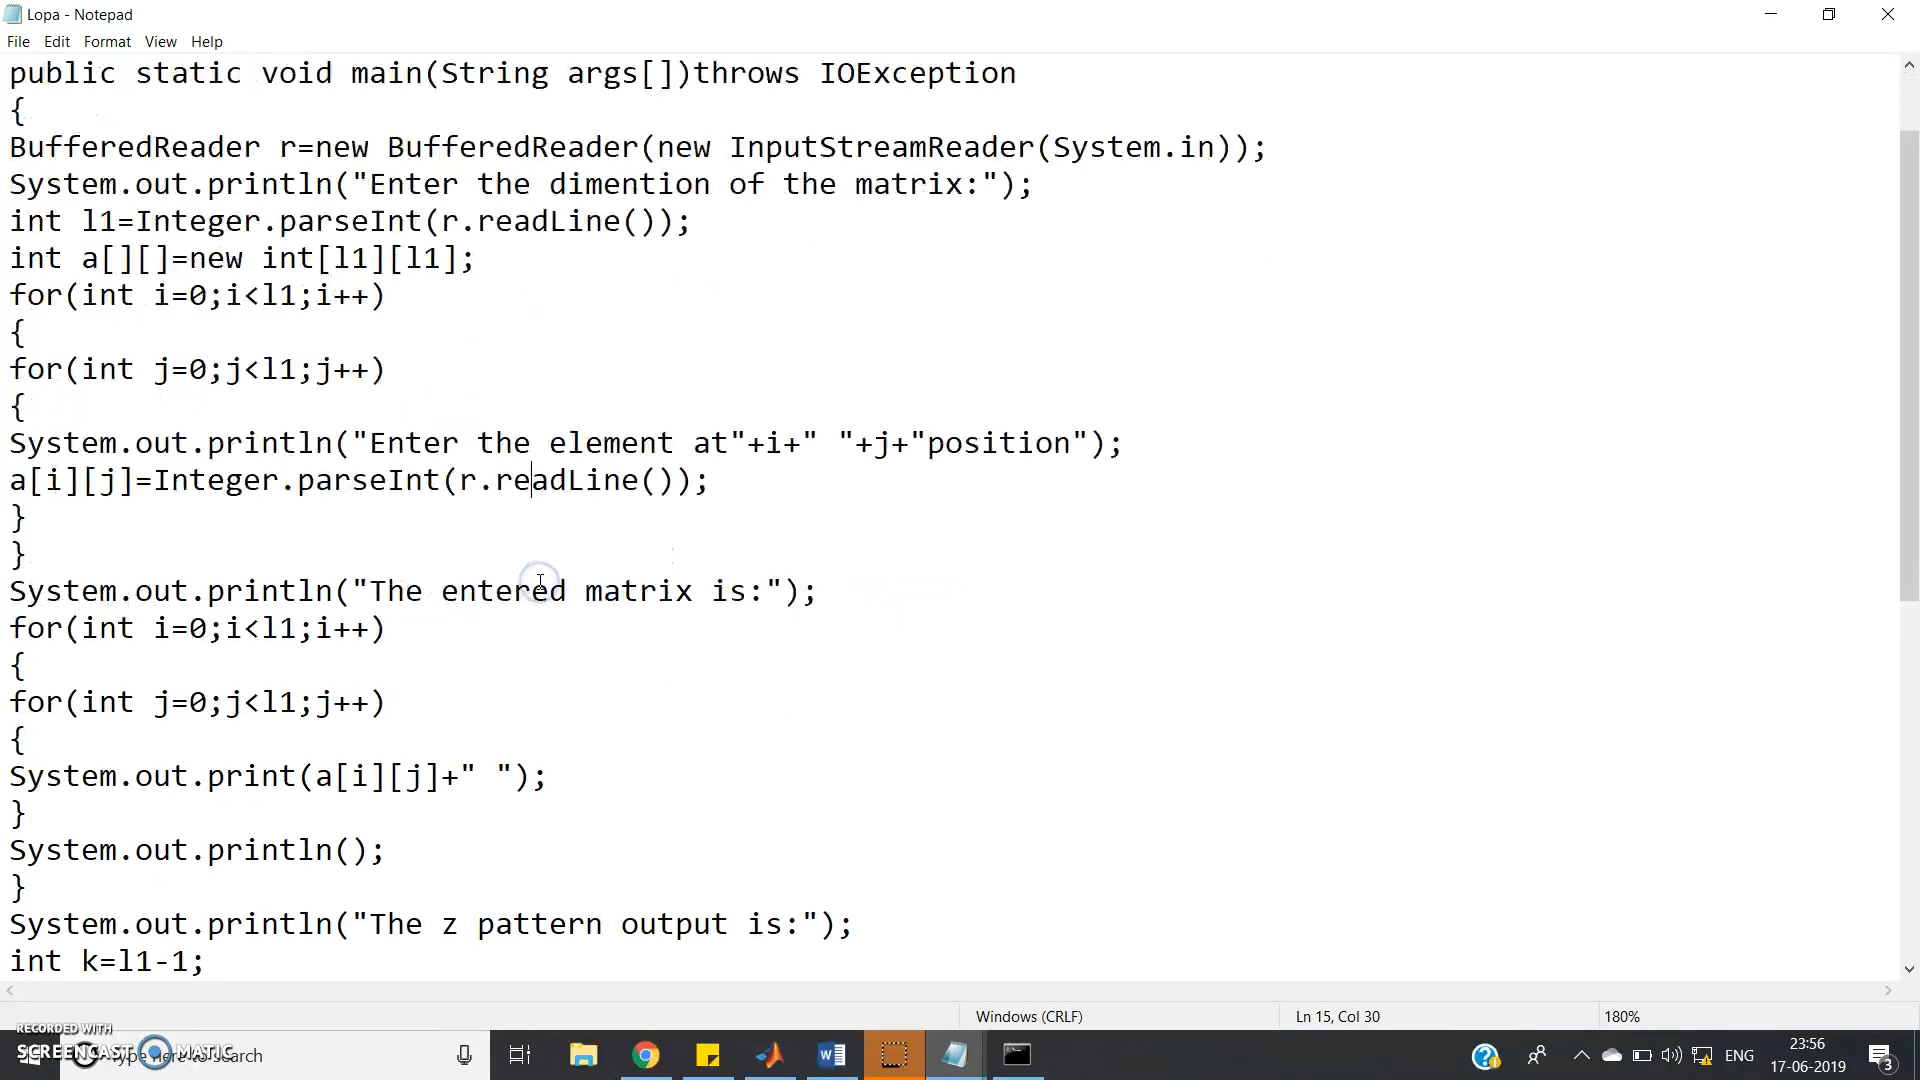 Lopa - Notepad
File Edit Format View Help
public static void main(String args[])throws IOException
{
BufferedReader r=new BufferedReader(new InputStreamReader(System.in));
System.out.println("Enter the dimention of the matrix:");
int l1=Integer.parseInt(r.readLine());
int a[][]=new int[l1][l1];
for(int i=0;i<l1;i++)
{
for(int j=0;j<l1;j++)
{
System.out.println("Enter the element at"+i+" "+j+"position");
a[i][j]=Integer.parseInt(r.readLine());
}
}
System.out.println("The entered matrix is:");
for(int i=0;i<l1;i++)
{
for(int j=0;j<l1;j++)
{
System.out.print(a[i][j]+" ");
}
System.out.println();
}
System.out.println("The z pattern output is:");
int k=l1-1;
Windows (CRLF) Ln 15, Col 30 180%
RECORDED WITH
SCREENCAST MATIC
Type here to search
ENG
23:56
17-06-2019
3